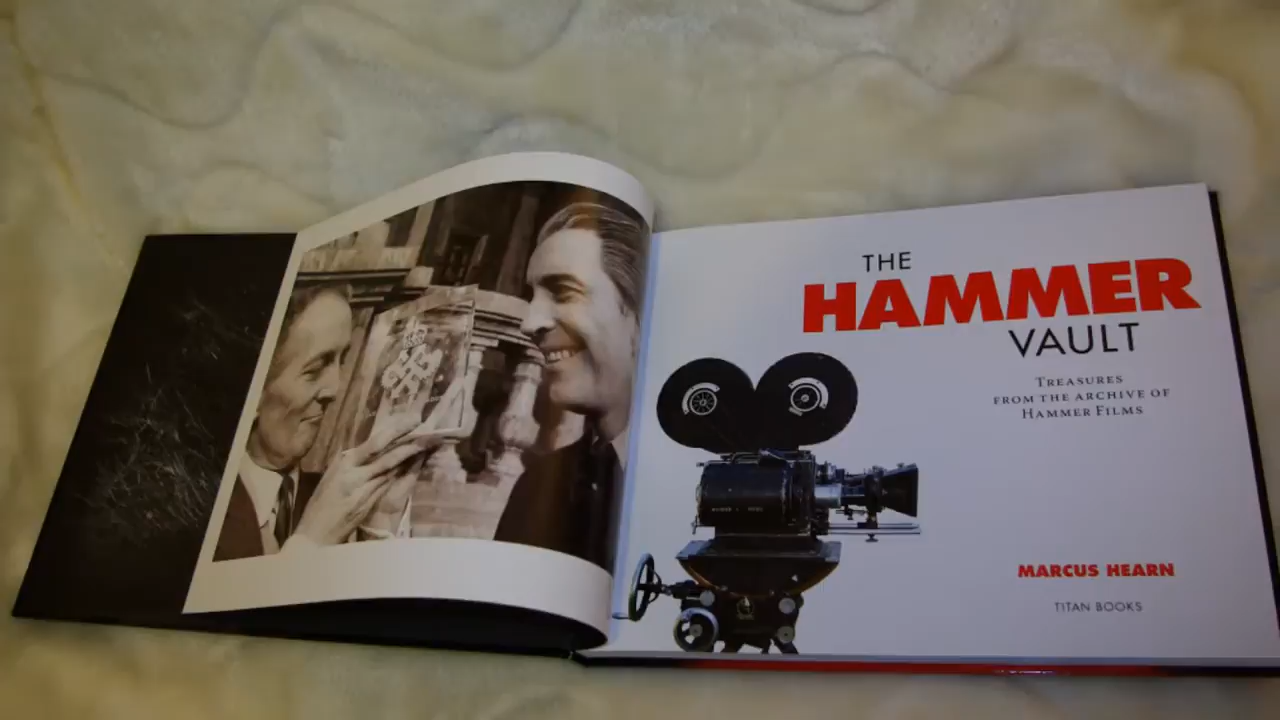 THE
HAMMER
VAULT
TREASURES
FROM THE ARCHIVE OF
HAMMER FILMS
MARCUS HEARN
TITAN BOOKS